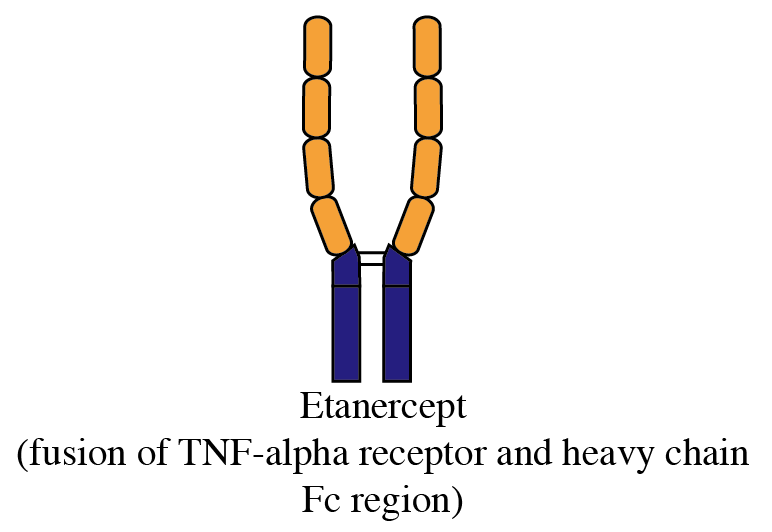 Etanercept
(fusion of TNF-alpha receptor and heavy chain
Fc region)